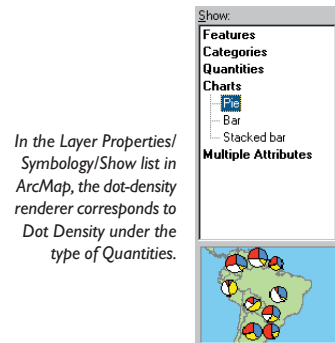 Show:
Features
Categories
Quantities
Charts
Pie
Bar
Stacked bar
Multiple Attributes
In the Layer Properties/
Symbology/Show list in
ArcMap, the dot-density
renderer corresponds to
Dot Density under the
type of Quantities.